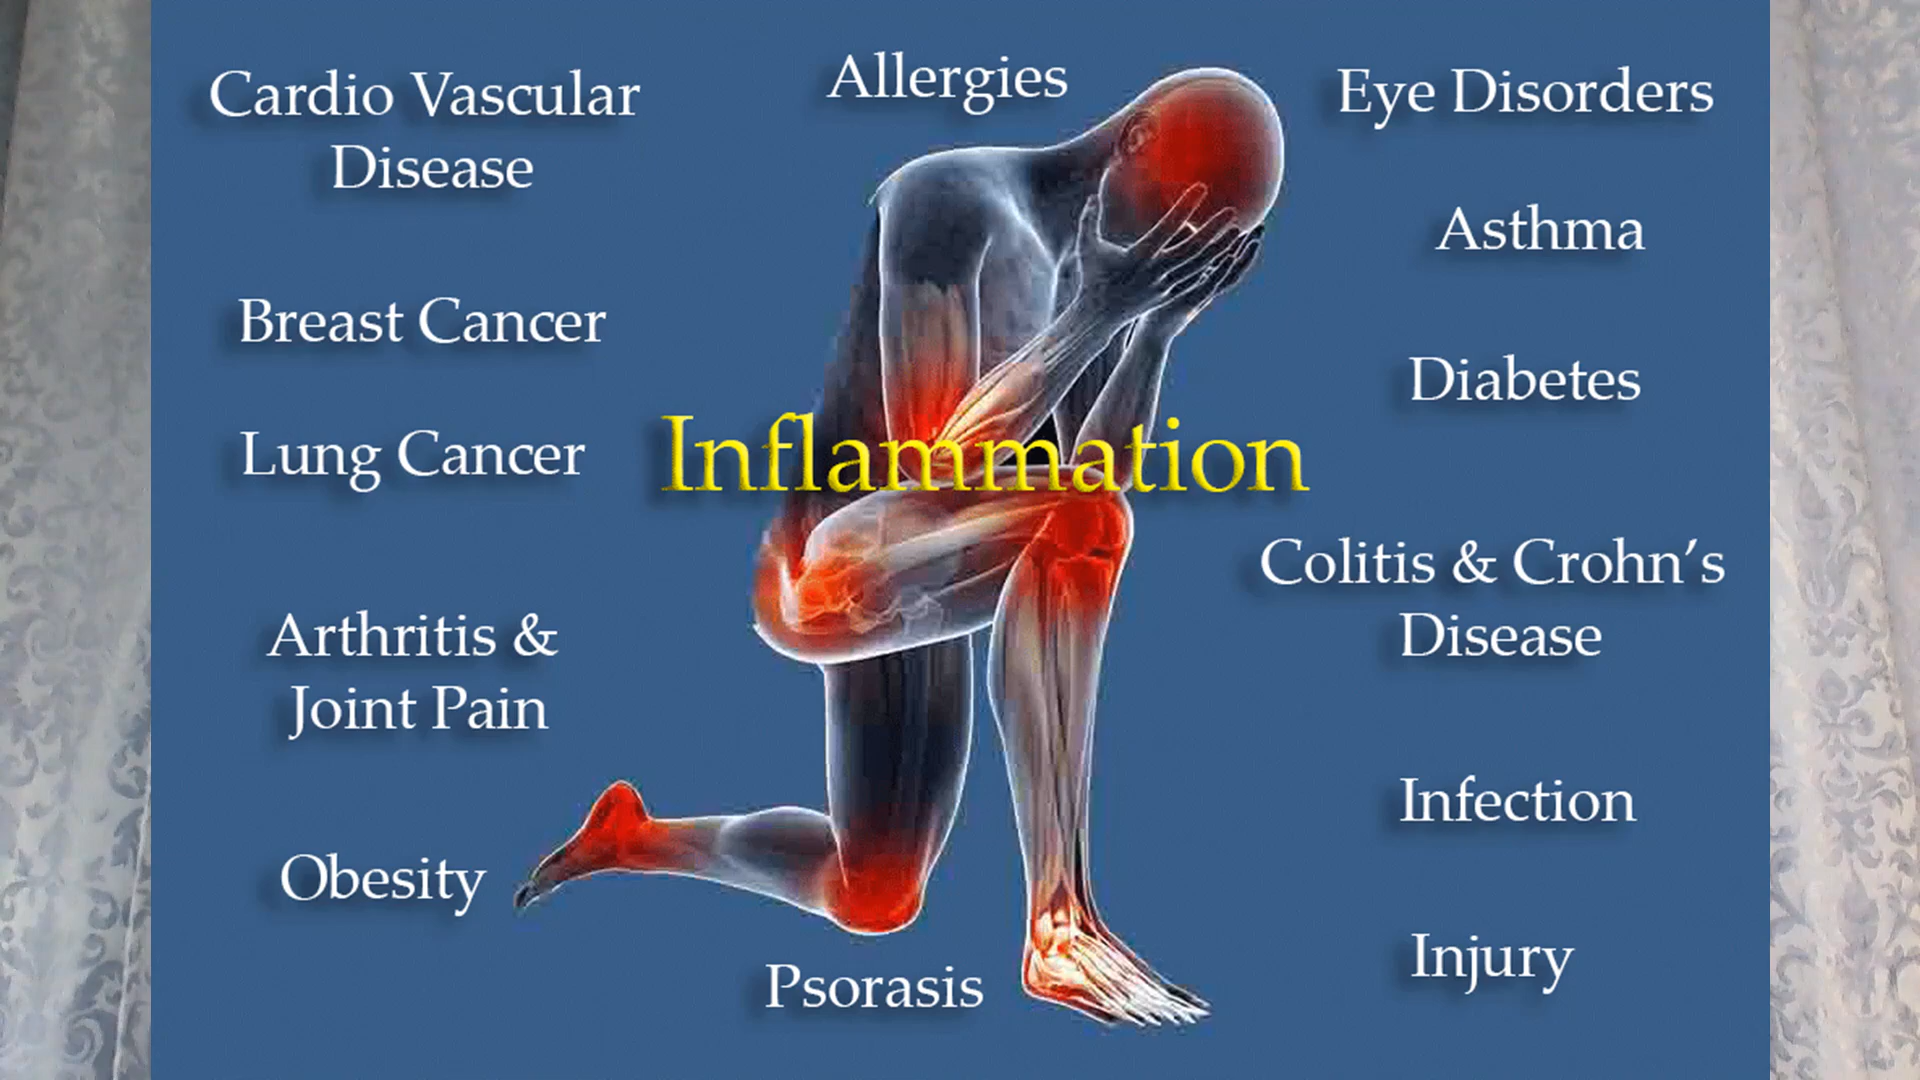 Cardio Vascular
Disease
Breast Cancer
Lung Cancer
Arthritis &
Joint Pain
Obesity
Allergies
Inflammation
Psorasis
Eye Disorders
Asthma
Diabetes
Colitis & Crohn’s
Disease
Infection
Injury